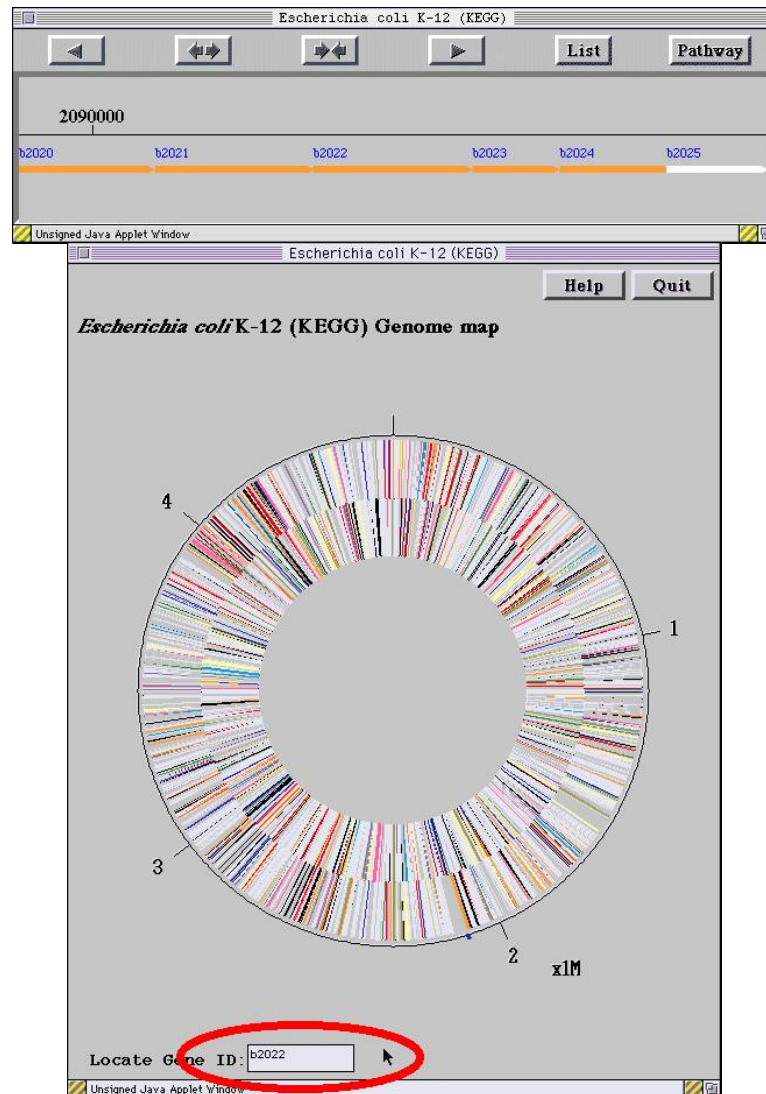 Escherichia coli K-12 (KEGG)
List Pathway
2090000
b2020 b2021 b2022 b2023 b2024 b2025
Unsigned Java Applet Window
Escherichia coli K-12 (KEGG)
Help Quit
Escherichia coli K-12 (KEGG) Genome map
4
1
3
2
x1M
Locate Gene ID: b2022
Unsigned Java Applet Window